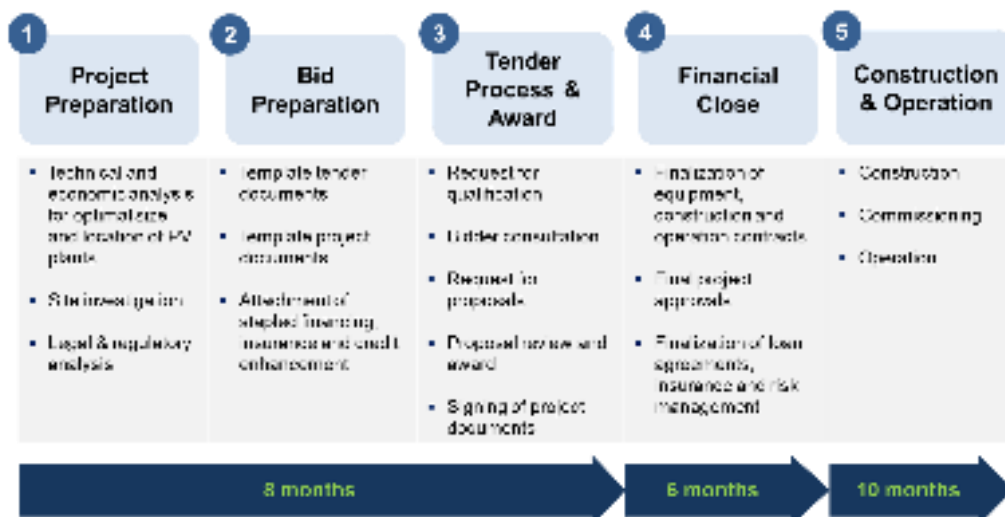 1
Project
Preparation
Technical and
economic analysis
for optimal size
and location of PV
plants
Site investigation
Legal & regulatory
analysis
2
Bid
Preparation
Template tender
documents
Template project
documents
Attachment of
stapled financing,
insurance and credit
enhancement
3
Tender
Process &
Award
Request for
qualification
Bidder consultation
Request for
proposals
Proposal review and
award
Signing of project
documents
4
Financial
Close
Finalization of
equipment,
construction and
operation contracts
Final project
approvals
Finalization of loan
agreements,
insurance and risk
management
5
Construction
& Operation
Construction
Commissioning
Operation
8 months
6 months
10 months